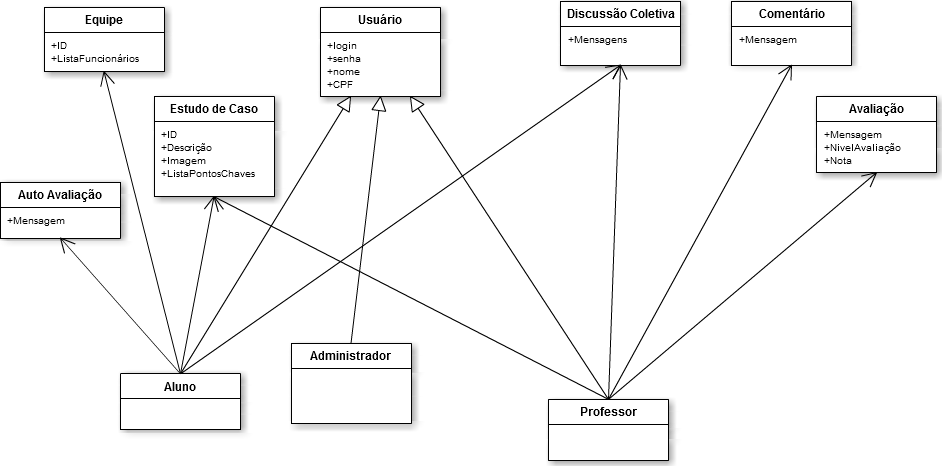 Equipe
+ID
+ListaFuncionários
Usuário
+login
+senha
+nome
+CPF
Discussão Coletiva
+Mensagens
Comentário
+Mensagem
Estudo de Caso
+ID
+Descrição
+Imagem
+ListaPontosChaves
Avaliação
+Mensagem
+NivelAvaliação
+Nota
Auto Avaliação
+Mensagem
Administrador
Aluno
Professor